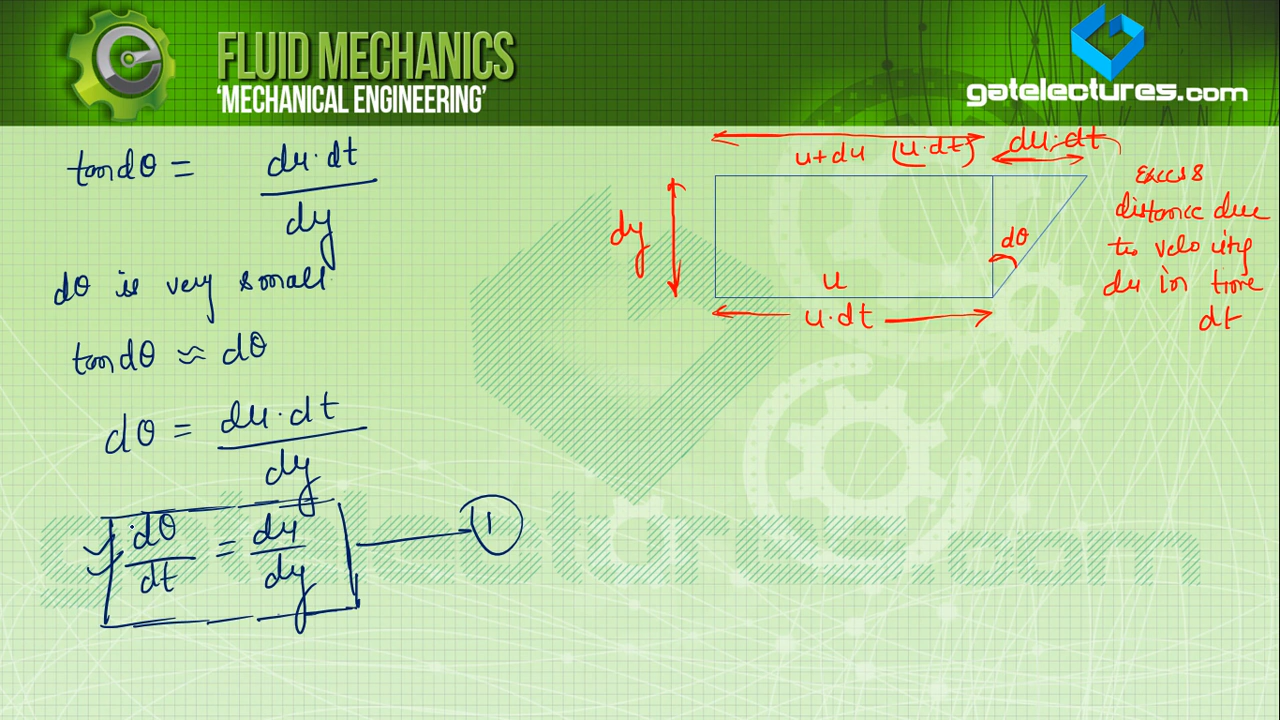 FLUID MECHANICS
'MECHANICAL ENGINEERING'
gatelectures.com
tan dθ = du·dt
dy
dθ is very small
tan dθ ≈ dθ
dθ = du·dt
dy
dθ/dt = du/dy
1
u+du (u·dt)
du·dt
dy
dθ
u
u·dt
Excess
distance due
to velocity
du in time
dt
gatelectures.com